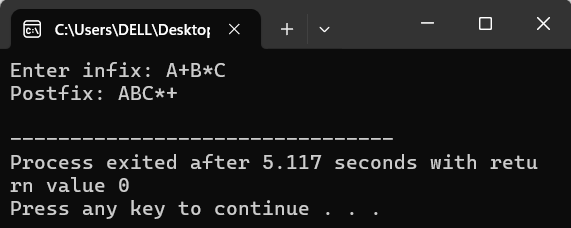 C:\Users\DELL\Desktop
Enter infix: A+B*C
Postfix: ABC*+
--------------------------------
Process exited after 5.117 seconds with retu
rn value 0
Press any key to continue . . .